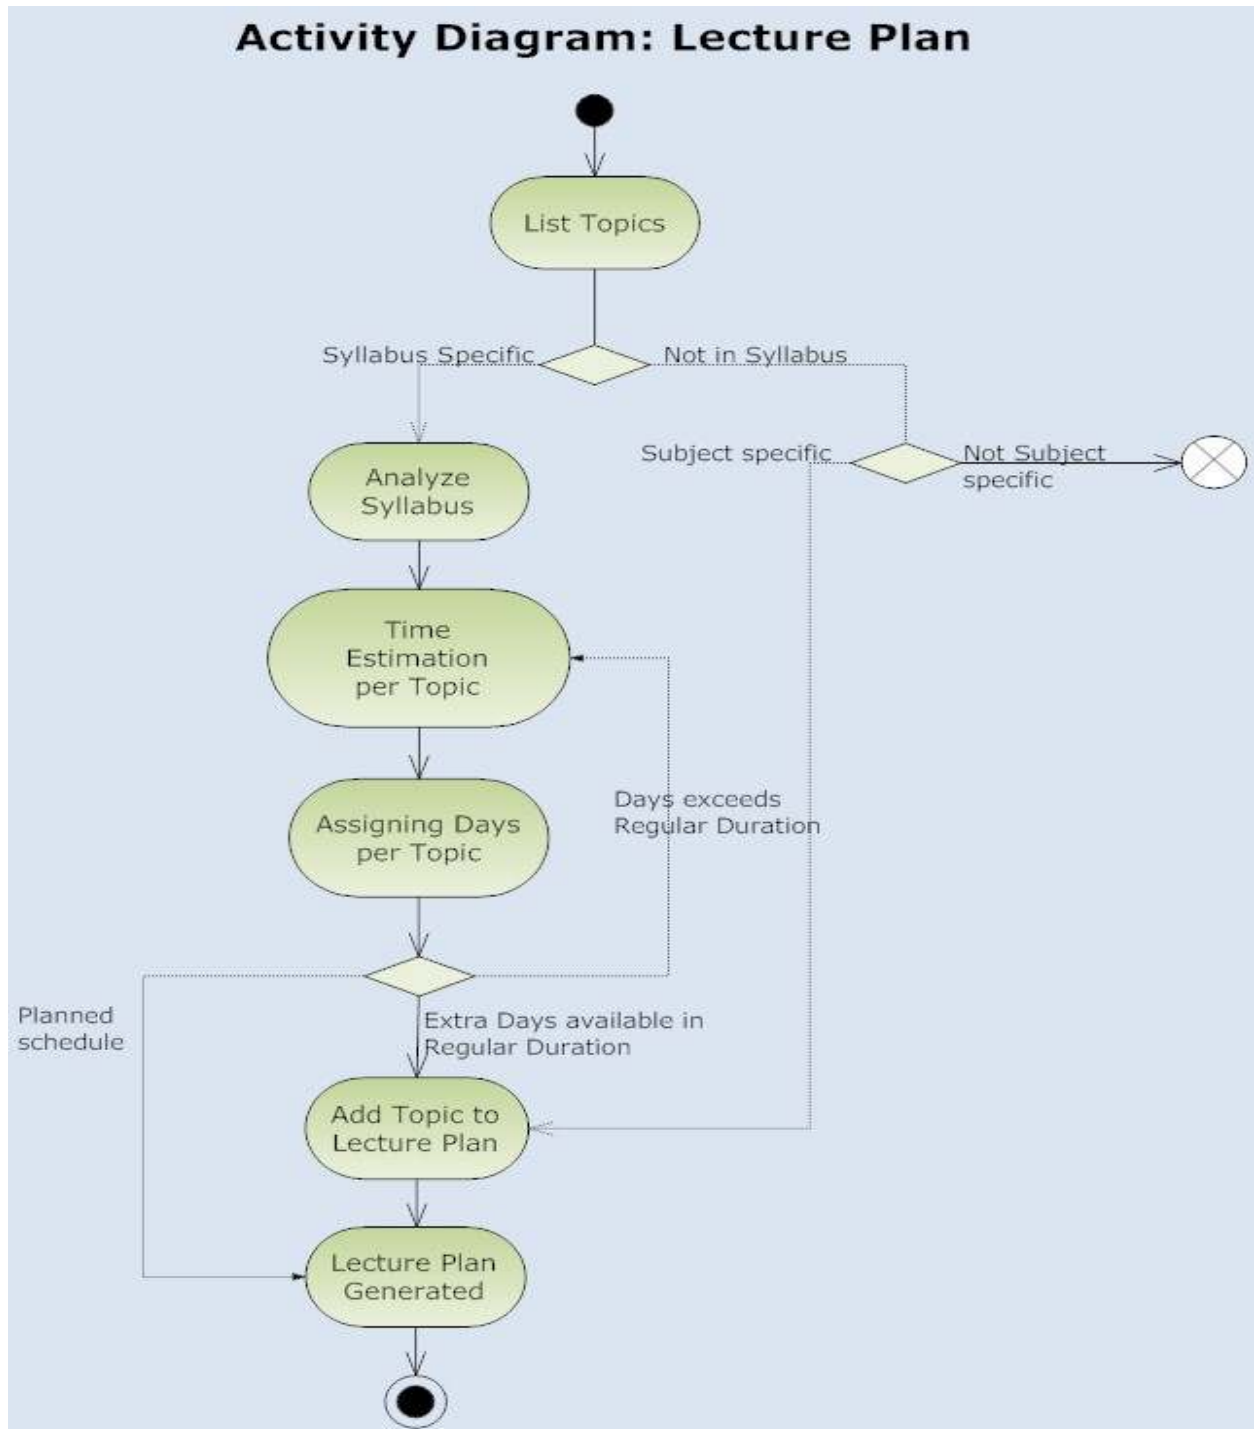 Activity Diagram: Lecture Plan
List Topics
Syllabus Specific
Not in Syllabus
Subject specific
Not Subject
specific
Analyze
Syllabus
Time
Estimation
per Topic
Assigning Days
per Topic
Days exceeds
Regular Duration
Planned
schedule
Extra Days available in
Regular Duration
Add Topic to
Lecture Plan
Lecture Plan
Generated